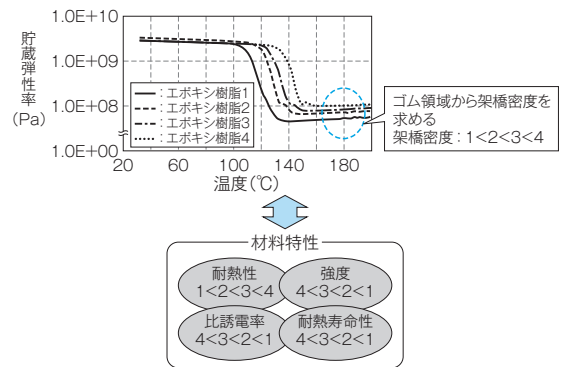 1.0E+10
1.0E+09
1.0E+08
1.0E+00
貯蔵弾性率
(Pa)
:エポキシ樹脂1
:エポキシ樹脂2
:エポキシ樹脂3
:エポキシ樹脂4
20 60 100 140 180
温度(℃)
ゴム領域から架橋密度を
求める
架橋密度:1<2<3<4
材料特性
耐熱性
1<2<3<4
強度
4<3<2<1
比誘電率
4<3<2<1
耐熱寿命性
4<3<2<1